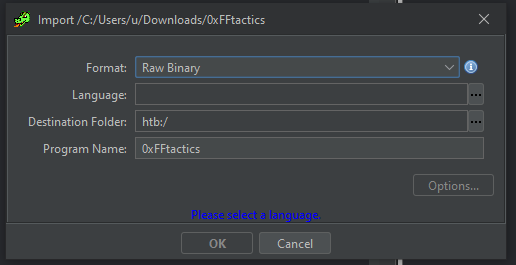 Import /C:/Users/u/Downloads/0xFFtactics
Format: Raw Binary
Language: ...
Destination Folder: htb:/ ...
Program Name: 0xFFtactics
Options...
Please select a language.
OK Cancel